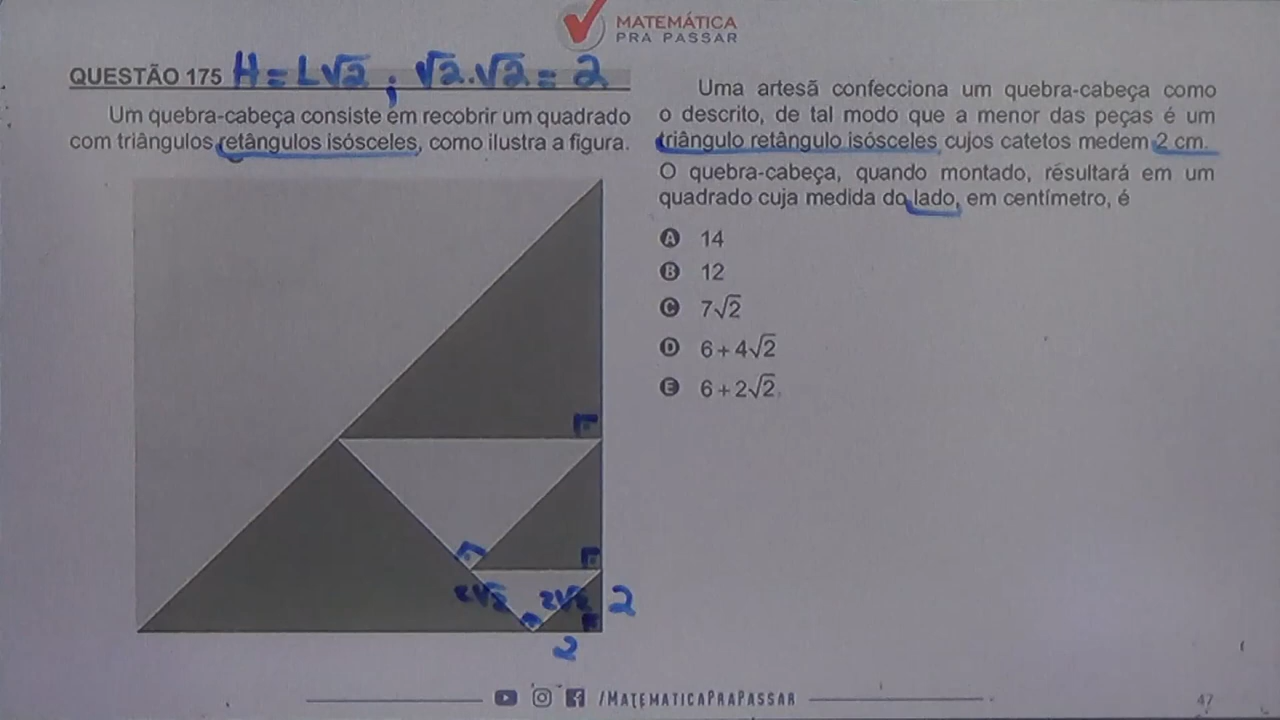 MATEMÁTICA
PRA PASSAR
QUESTÃO 175 H = L√2 ; √2.√2 = 2
Um quebra-cabeça consiste em recobrir um quadrado
com triângulos retângulos isósceles, como ilustra a figura.
2√2 2√2 2
2
Uma artesã confecciona um quebra-cabeça como
o descrito, de tal modo que a menor das peças é um
triângulo retângulo isósceles cujos catetos medem 2 cm.
O quebra-cabeça, quando montado, resultará em um
quadrado cuja medida do lado, em centímetro, é
A 14
B 12
C 7√2
D 6 + 4√2
E 6 + 2√2.
/MATEMATICAPRAPASSAR
47